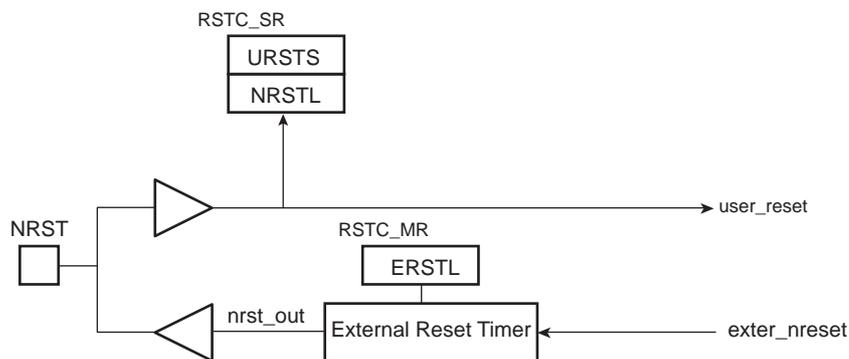 RSTC_SR
URSTS
NRSTL
user_reset
NRST
RSTC_MR
ERSTL
nrst_out
External Reset Timer
exter_nreset